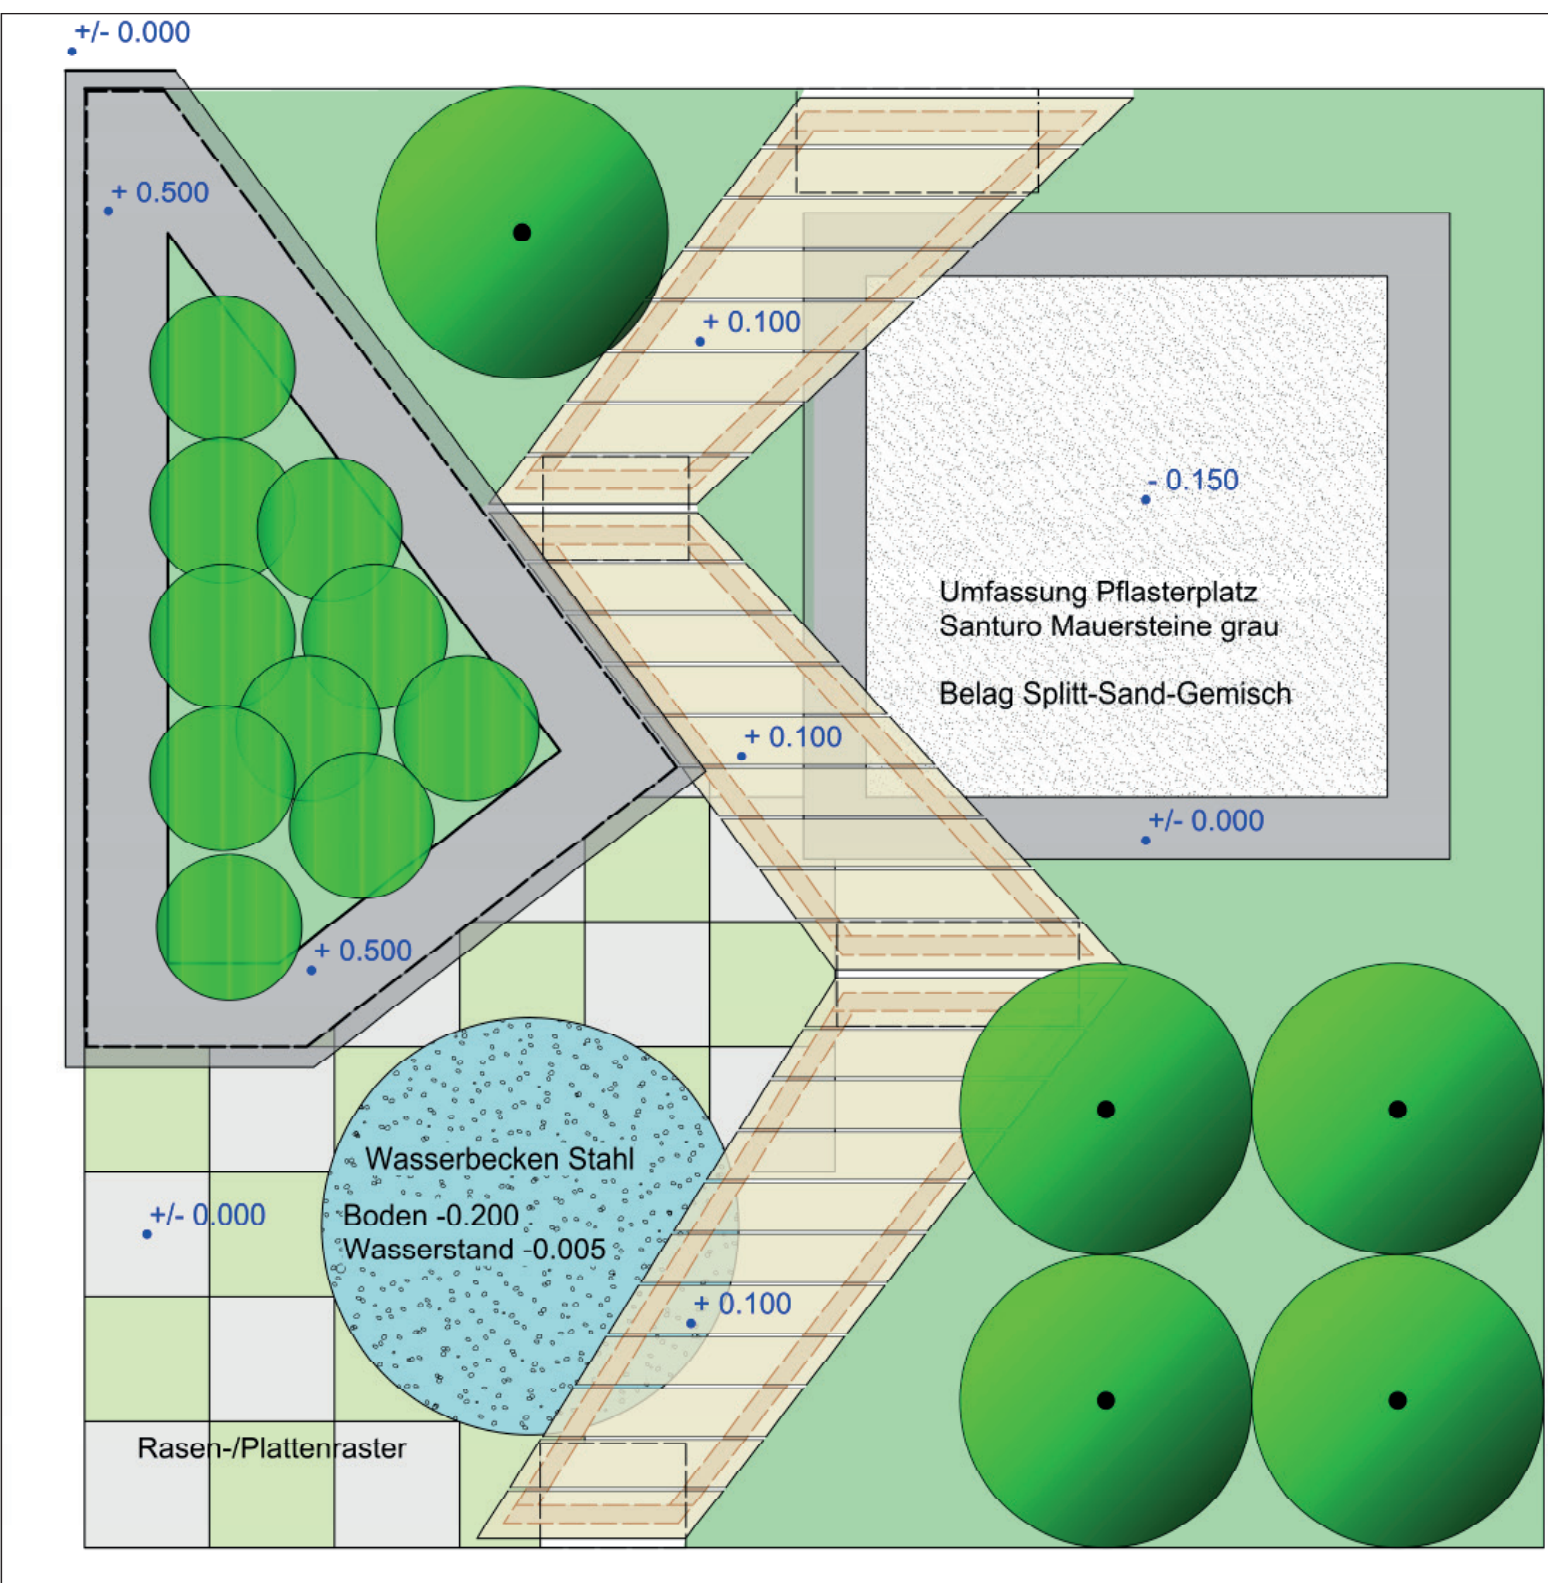 +/- 0.000
+ 0.500
+ 0.100
- 0.150
Umfassung Pflasterplatz
Santuro Mauersteine grau
Belag Splitt-Sand-Gemisch
+ 0.100
+/- 0.000
+ 0.500
Wasserbecken Stahl
+/- 0.000
Boden -0.200
Wasserstand -0.005
+ 0.100
Rasen-/Plattenraster